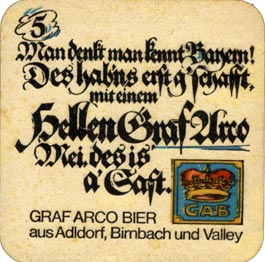 5
Man denkt man kennt Bayern!
Des hab'ns erst g'schafft,
mit einem
Hellen Graf Arco
Mei, des is'
a' Saft.
GAB
GRAF ARCO BIER
aus Adldorf, Birnbach und Valley